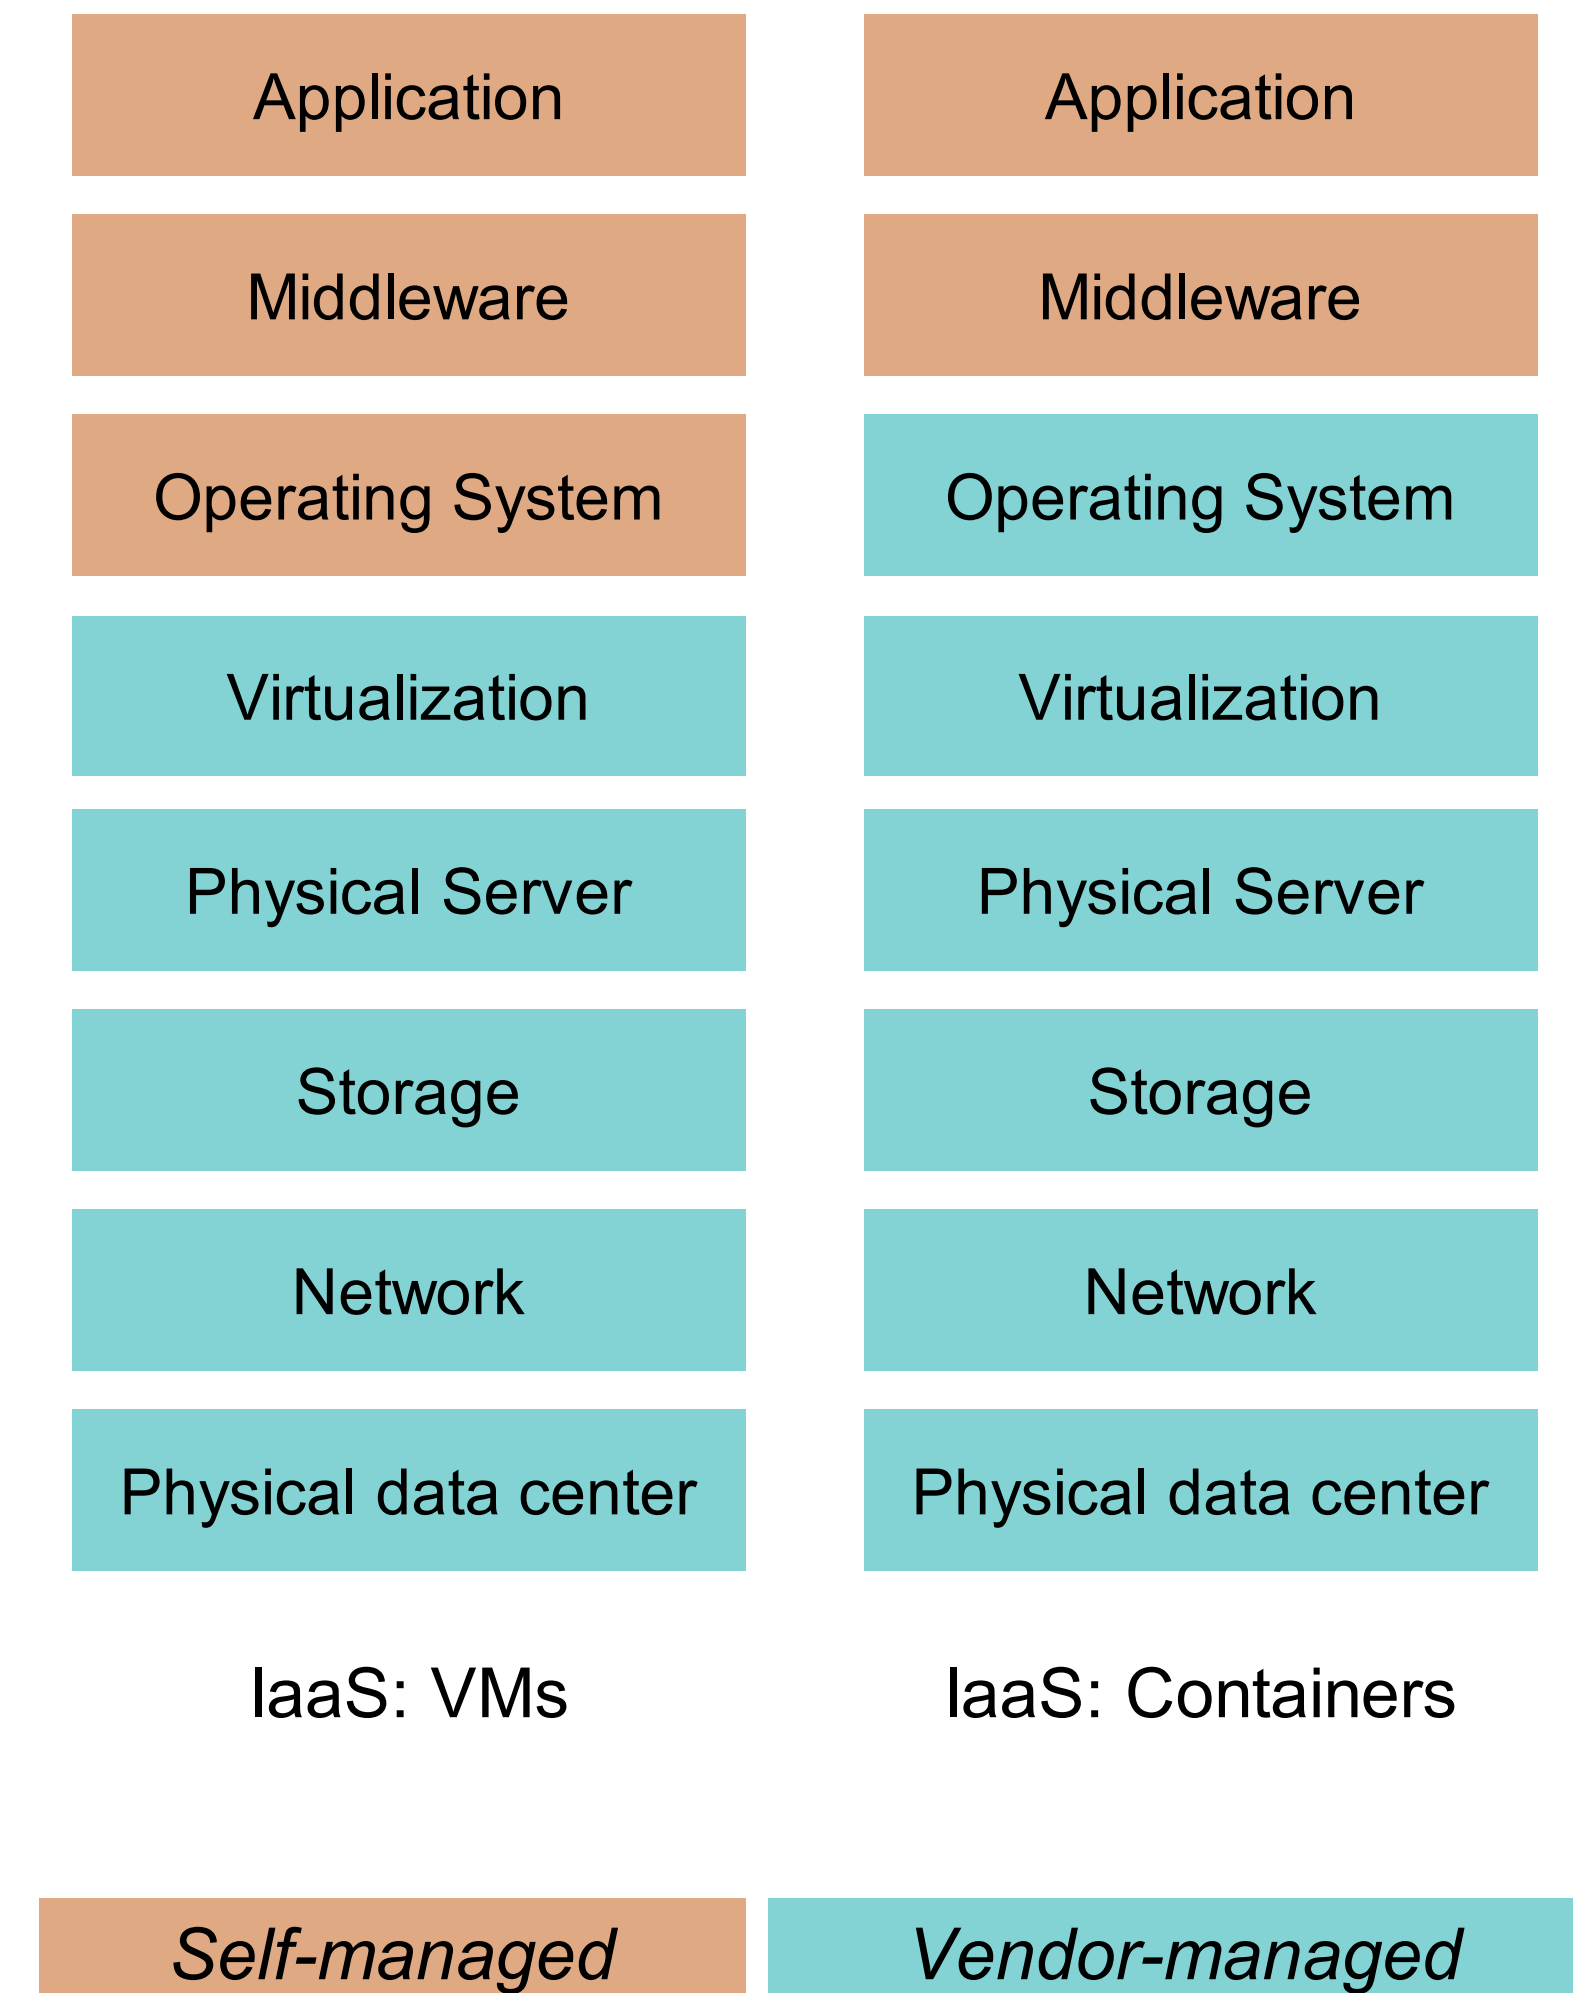 Application
Application
Middleware
Middleware
Operating System
Operating System
Virtualization
Virtualization
Physical Server
Physical Server
Storage
Storage
Network
Network
Physical data center
Physical data center
IaaS: VMs
IaaS: Containers
Self-managed
Vendor-managed